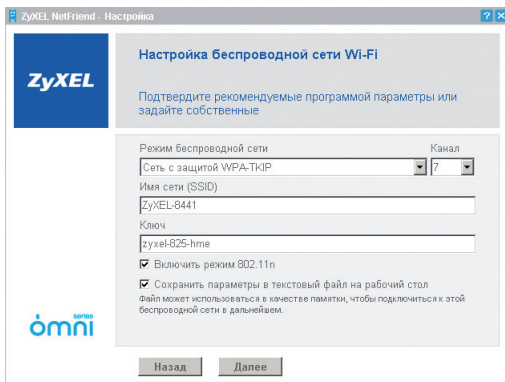 ZyXEL NetFriend - Настройка
ZyXEL
Настройка беспроводной сети Wi-Fi
Подтвердите рекомендуемые программой параметры или
задайте собственные
Режим беспроводной сети Канал
Сеть с защитой WPA-TKIP 7
Имя сети (SSID)
ZyXEL-8441
Ключ
zyxel-825-hme
Включить режим 802.11n
Сохранить параметры в текстовый файл на рабочий стол
Файл может использоваться в качестве памятки, чтобы подключиться к этой
беспроводной сети в дальнейшем.
series
omni
Назад Далее